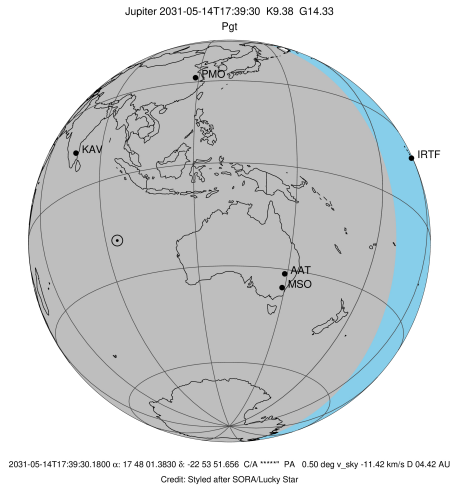 Jupiter 2031-05-14T17:39:30 K9.38 G14.33
Pgt
PMO
KAV
IRTF
AAT
MSO
2031-05-14T17:39:30.1800 α: 17 48 01.3830 δ: -22 53 51.656 C/A *****" PA 0.50 deg v_sky -11.42 km/s D 04.42 AU
Credit: Styled after SORA/Lucky Star